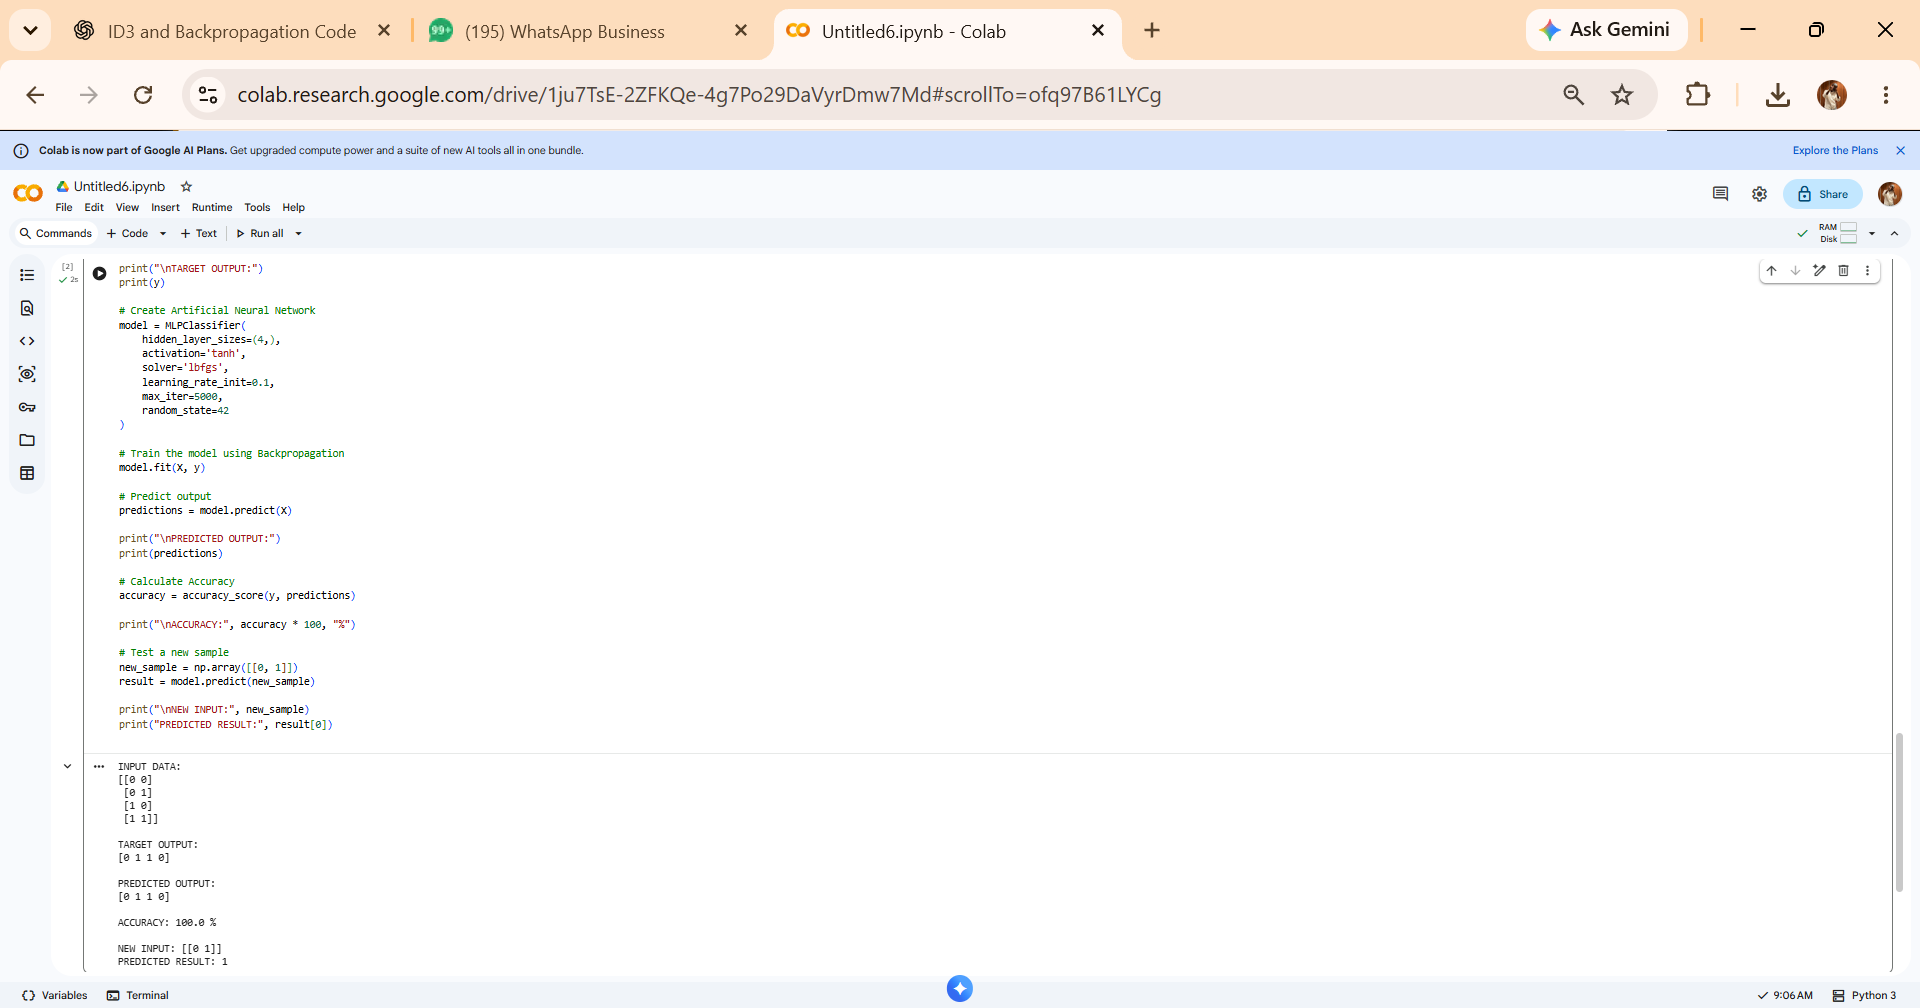 ID3 and Backpropagation Code
99+ (195) WhatsApp Business
Untitled6.ipynb - Colab
Ask Gemini
colab.research.google.com/drive/1ju7TsE-2ZFKQe-4g7Po29DaVyrDmw7Md#scrollTo=ofq97B61LYCg
Colab is now part of Google AI Plans. Get upgraded compute power and a suite of new AI tools all in one bundle.
Explore the Plans
Untitled6.ipynb
File Edit View Insert Runtime Tools Help
Share
Commands + Code + Text Run all
RAM
Disk
[2]
2s
print("\nTARGET OUTPUT:")
print(y)
# Create Artificial Neural Network
model = MLPClassifier(
hidden_layer_sizes=(4,),
activation='tanh',
solver='lbfgs',
learning_rate_init=0.1,
max_iter=5000,
random_state=42
)
# Train the model using Backpropagation
model.fit(X, y)
# Predict output
predictions = model.predict(X)
print("\nPREDICTED OUTPUT:")
print(predictions)
# Calculate Accuracy
accuracy = accuracy_score(y, predictions)
print("\nACCURACY:", accuracy * 100, "%")
# Test a new sample
new_sample = np.array([[0, 1]])
result = model.predict(new_sample)
print("\nNEW INPUT:", new_sample)
print("PREDICTED RESULT:", result[0])
INPUT DATA:
[[0 0]
[0 1]
[1 0]
[1 1]]
TARGET OUTPUT:
[0 1 1 0]
PREDICTED OUTPUT:
[0 1 1 0]
ACCURACY: 100.0 %
NEW INPUT: [[0 1]]
PREDICTED RESULT: 1
Variables
Terminal
9:06 AM
Python 3